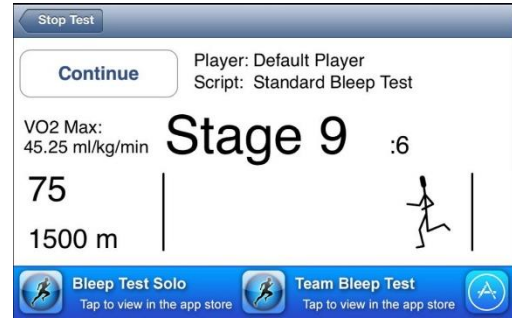 Stop Test
Continue
Player: Default Player
Script: Standard Bleep Test
VO2 Max:
45.25 ml/kg/min
Stage 9 :6
75
1500 m
Bleep Test Solo
Tap to view in the app store
Team Bleep Test
Tap to view in the app store